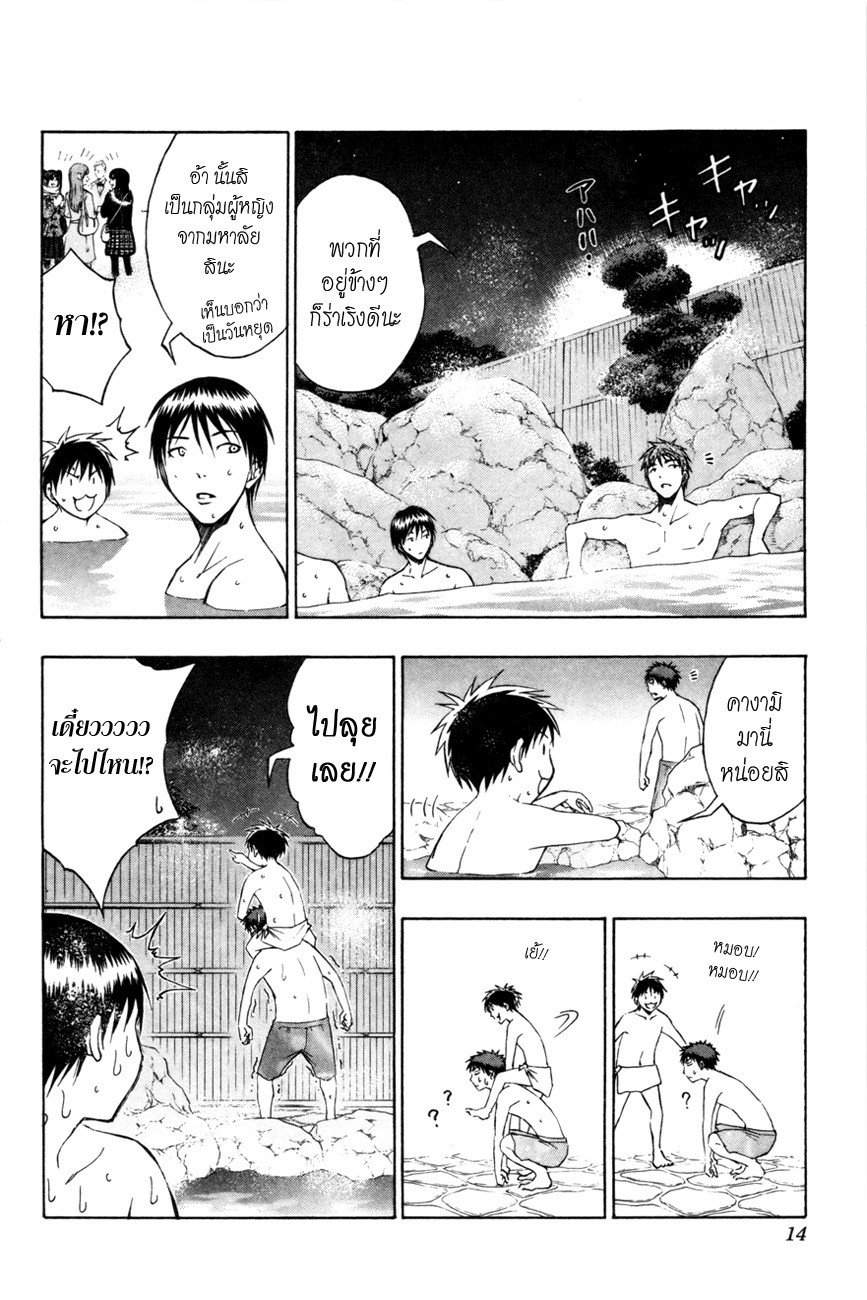 キャッ
キャッ
アハハハ…
พวกที่
อยู่ข้างๆ
ก็ร่าเริงดีนะ
อ้า นั้นสิ
เป็นกลุ่มผู้หญิง
จากมหาลัย
สินะ
เห็นบอกว่า
เป็นวันหยุด
หา!?
คางามิ
มานี่
หน่อยสิ
หมอบ!
หมอบ!!
?
เย้!!
?
?
ไปลุย
เลย!!
เดี๋ยววววว
จะไปไหน!?
14